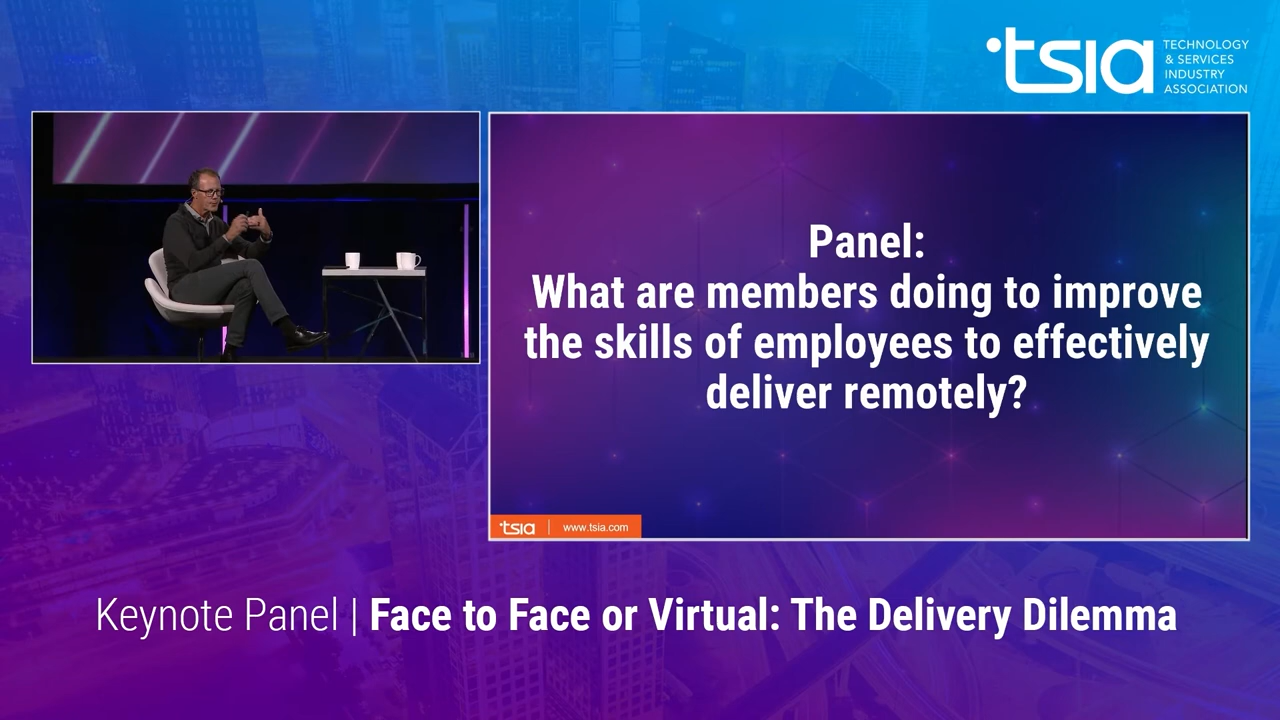 tsia TECHNOLOGY
& SERVICES
INDUSTRY
ASSOCIATION
Panel:
What are members doing to improve
the skills of employees to effectively
deliver remotely?
tsia | www.tsia.com
Keynote Panel | Face to Face or Virtual: The Delivery Dilemma